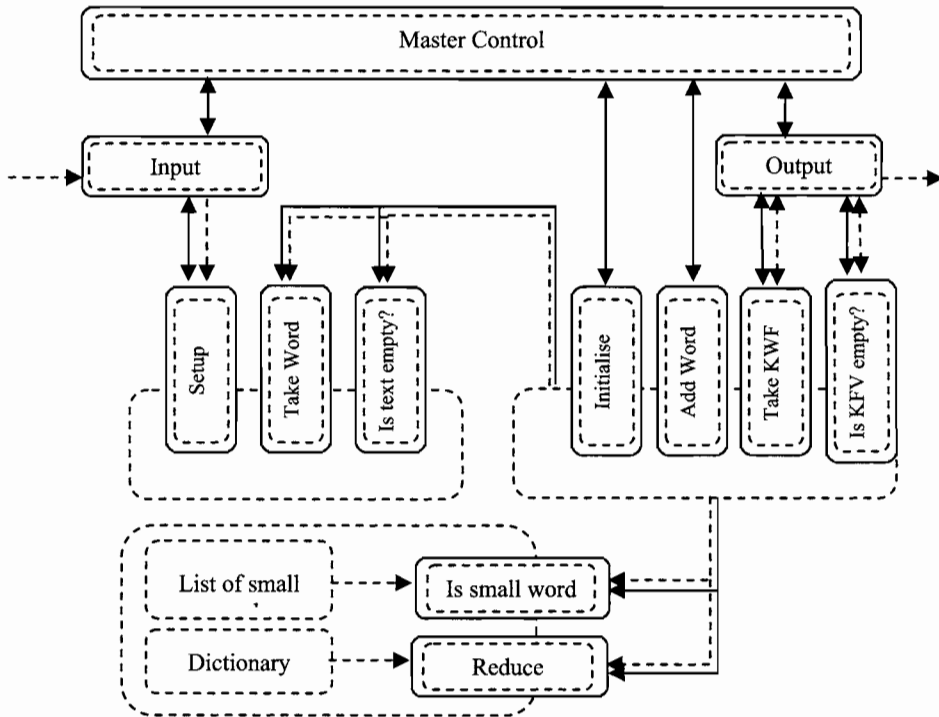 Master Control
Input
Output
Setup
Take Word
Is text empty?
Initialise
Add Word
Take KWF
Is KFV empty?
List of small
Is small word
Dictionary
Reduce